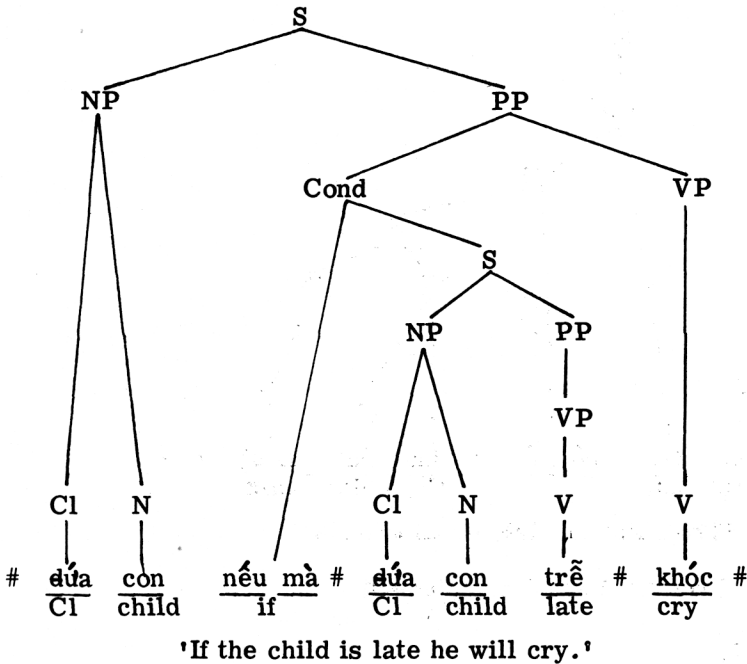 S
NP PP
Cond VP
S
NP PP
VP
Cl N Cl N V V
# đứa con nếu mà # đứa con trễ # khóc #
Cl child if Cl child late cry
'If the child is late he will cry.'